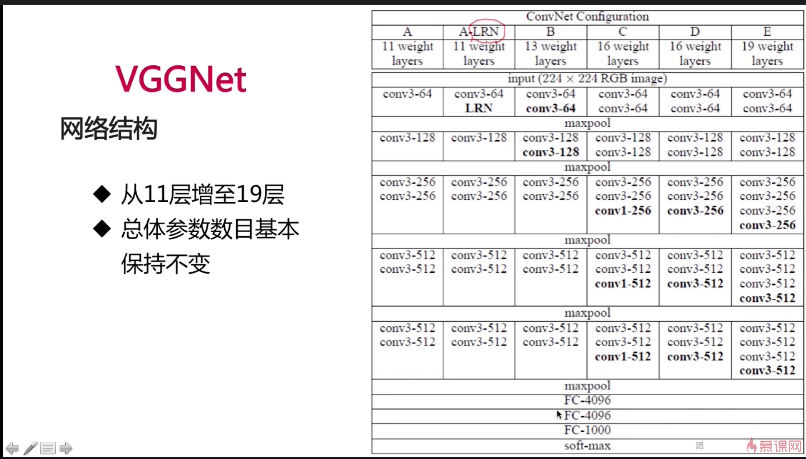 VGGNet
网络结构
◆ 从11层增至19层
◆ 总体参数数目基本
保持不变
ConvNet Configuration
A A-LRN B C D E
11 weight layers 11 weight layers 13 weight layers 16 weight layers 16 weight layers 19 weight layers
input (224 × 224 RGB image)
conv3-64 conv3-64 conv3-64 conv3-64 conv3-64 conv3-64
LRN conv3-64 conv3-64 conv3-64 conv3-64
maxpool
conv3-128 conv3-128 conv3-128 conv3-128 conv3-128 conv3-128
conv3-128 conv3-128 conv3-128 conv3-128
maxpool
conv3-256 conv3-256 conv3-256 conv3-256 conv3-256 conv3-256
conv3-256 conv3-256 conv3-256 conv3-256 conv3-256 conv3-256
conv1-256 conv3-256 conv3-256
conv3-256
maxpool
conv3-512 conv3-512 conv3-512 conv3-512 conv3-512 conv3-512
conv3-512 conv3-512 conv3-512 conv3-512 conv3-512 conv3-512
conv1-512 conv3-512 conv3-512
conv3-512
maxpool
conv3-512 conv3-512 conv3-512 conv3-512 conv3-512 conv3-512
conv3-512 conv3-512 conv3-512 conv3-512 conv3-512 conv3-512
conv1-512 conv3-512 conv3-512
conv3-512
maxpool
FC-4096
FC-4096
FC-1000
soft-max
慕课网